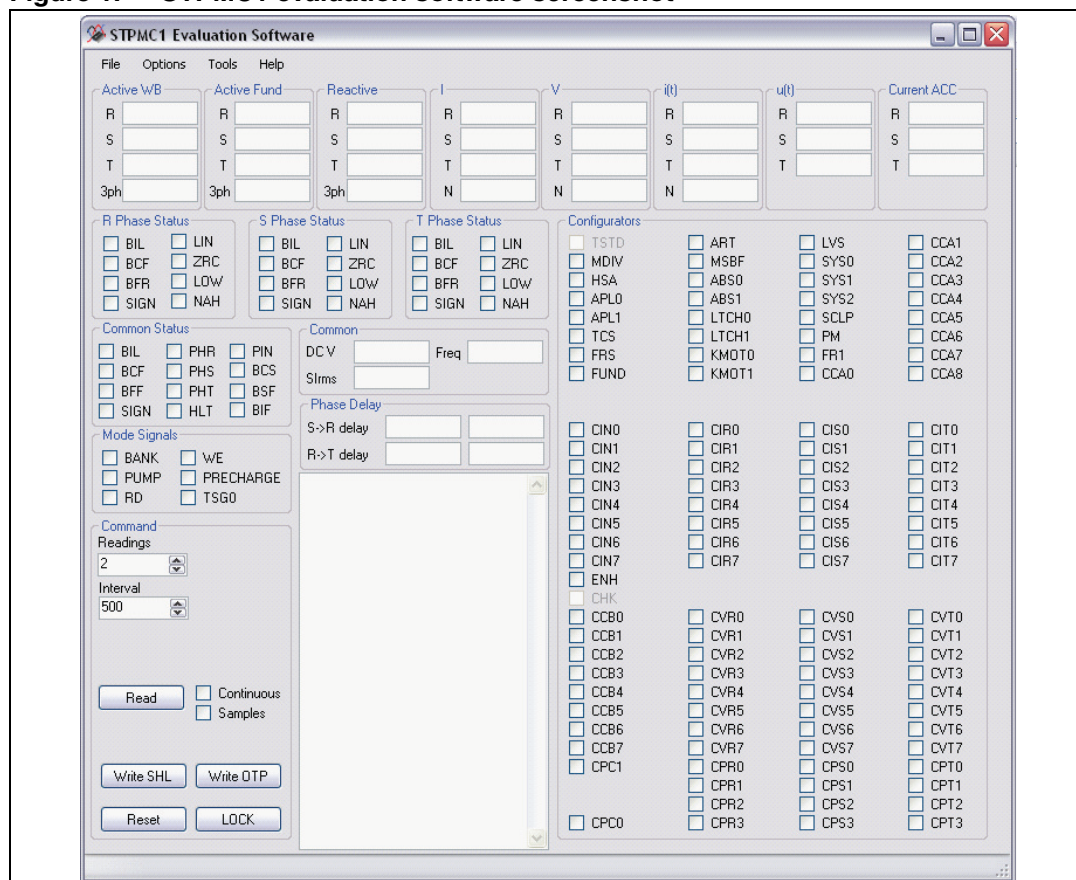 STPMC1 Evaluation Software
File Options Tools Help
Active WB Active Fund Reactive I V i(t) u(t) Current ACC
R R R R R R R R
S S S S S S S S
T T T T T T T T
3ph 3ph 3ph N N N
R Phase Status S Phase Status T Phase Status Configurators
BIL LIN BIL LIN BIL LIN TSTD ART LVS CCA1
BCF ZRC BCF ZRC BCF ZRC MDIV MSBF SYS0 CCA2
BFR LOW BFR LOW BFR LOW HSA ABS0 SYS1 CCA3
SIGN NAH SIGN NAH SIGN NAH APL0 ABS1 SYS2 CCA4
APL1 LTCH0 SCLP CCA5
Common Status Common TCS LTCH1 PM CCA6
BIL PHR PIN DC V Freq FRS KMOT0 FR1 CCA7
BCF PHS BCS SIrms FUND KMOT1 CCA0 CCA8
BFF PHT BSF
SIGN HLT BIF
Phase Delay
S->R delay CIN0 CIR0 CIS0 CIT0
Mode Signals R->T delay CIN1 CIR1 CIS1 CIT1
BANK WE CIN2 CIR2 CIS2 CIT2
PUMP PRECHARGE CIN3 CIR3 CIS3 CIT3
RD TSG0 CIN4 CIR4 CIS4 CIT4
Command CIN5 CIR5 CIS5 CIT5
Readings CIN6 CIR6 CIS6 CIT6
2 CIN7 CIR7 CIS7 CIT7
ENH
Interval CHK
500 CCB0 CVR0 CVS0 CVT0
CCB1 CVR1 CVS1 CVT1
CCB2 CVR2 CVS2 CVT2
CCB3 CVR3 CVS3 CVT3
Read Continuous CCB4 CVR4 CVS4 CVT4
Samples CCB5 CVR5 CVS5 CVT5
CCB6 CVR6 CVS6 CVT6
CCB7 CVR7 CVS7 CVT7
Write SHL Write OTP CPC1 CPR0 CPS0 CPT0
CPR1 CPS1 CPT1
CPR2 CPS2 CPT2
Reset LOCK CPC0 CPR3 CPS3 CPT3